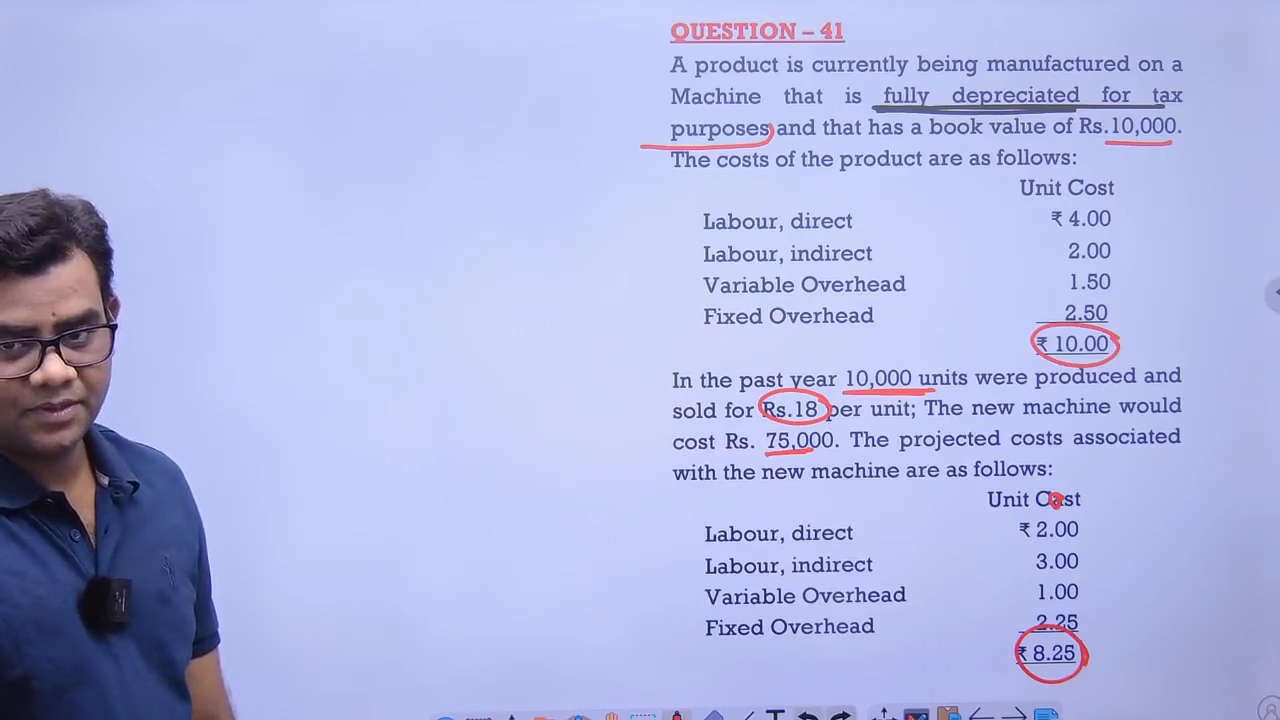 QUESTION – 41
A product is currently being manufactured on a
Machine that is fully depreciated for tax
purposes and that has a book value of Rs.10,000.
The costs of the product are as follows:
Unit Cost
Labour, direct ₹ 4.00
Labour, indirect 2.00
Variable Overhead 1.50
Fixed Overhead 2.50
₹ 10.00
In the past year 10,000 units were produced and
sold for Rs.18 per unit; The new machine would
cost Rs. 75,000. The projected costs associated
with the new machine are as follows:
Unit Cost
Labour, direct ₹ 2.00
Labour, indirect 3.00
Variable Overhead 1.00
Fixed Overhead 2.25
₹ 8.25